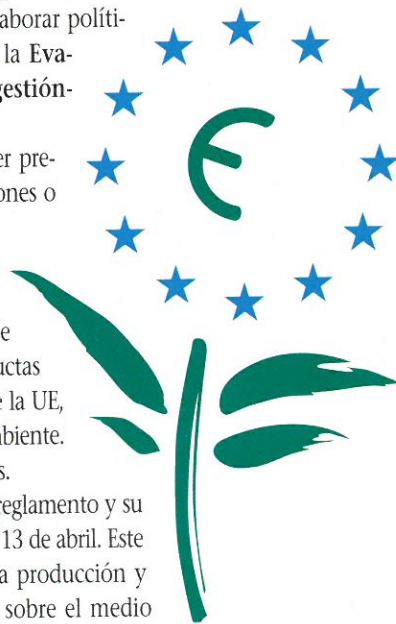 aborar políti-
la Eva-
gestión-
er pre-
ones o
e
uctas
e la UE,
biente.
s.
reglamento y su
13 de abril. Este
a producción y
sobre el medio
Є